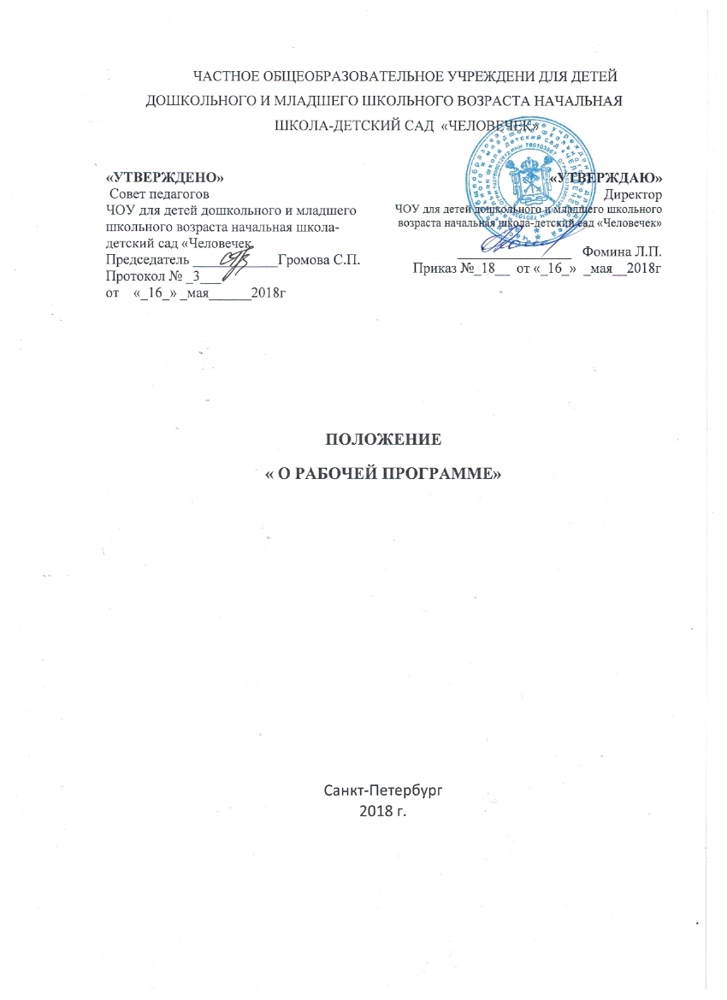 ЧАСТНОЕ ОБЩЕОБРАЗОВАТЕЛЬНОЕ УЧРЕЖДЕНИ ДЛЯ ДЕТЕЙ
ДОШКОЛЬНОГО И МЛАДШЕГО ШКОЛЬНОГО ВОЗРАСТА НАЧАЛЬНАЯ
ШКОЛА-ДЕТСКИЙ САД «ЧЕЛОВЕЧЕК»
«УТВЕРЖДЕНО»
Совет педагогов
ЧОУ для детей дошкольного и младшего
школьного возраста начальная школа-
детский сад «Человечек
Председатель ____________Громова С.П.
Протокол № _3___
от «_16_» _мая______2018г
«УТВЕРЖДАЮ»
Директор
ЧОУ для детей дошкольного и младшего школьного
возраста начальная школа-детский сад «Человечек»
________________ Фомина Л.П.
Приказ №_18__ от «_16_» _мая__2018г
ПОЛОЖЕНИЕ
« О РАБОЧЕЙ ПРОГРАММЕ»
Санкт-Петербург
2018 г.